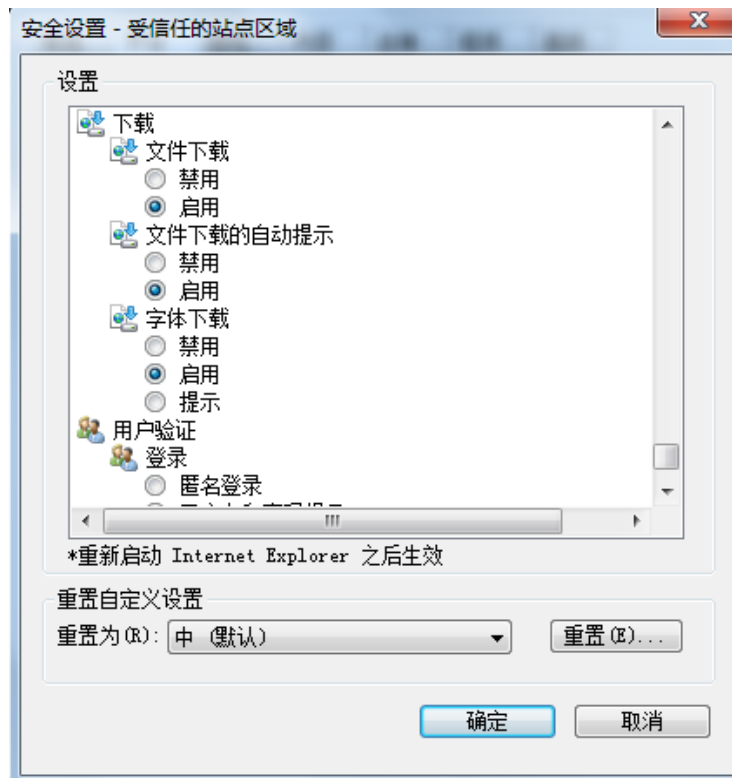 安全设置 - 受信任的站点区域
设置
下载
文件下载
禁用
启用
文件下载的自动提示
禁用
启用
字体下载
禁用
启用
提示
用户验证
登录
匿名登录
*重新启动 Internet Explorer 之后生效
重置自定义设置
重置为(R): 中 (默认) 重置(E)...
确定 取消